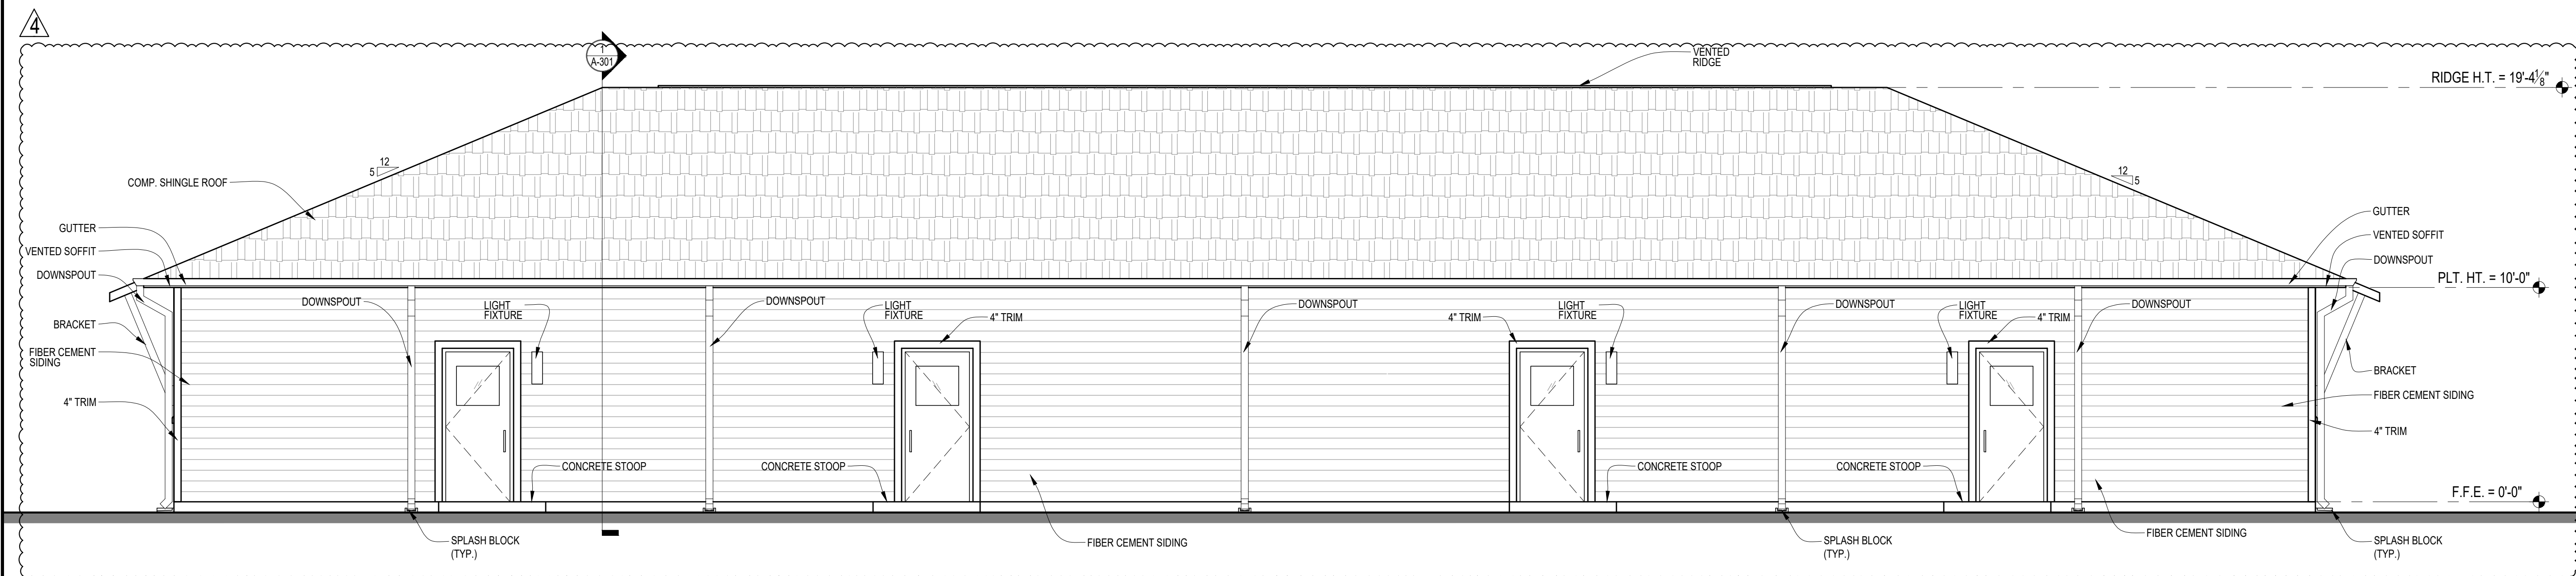 4
1
A-301
VENTED
RIDGE
RIDGE H.T. = 19'-4⅛"
12
5
12
5
COMP. SHINGLE ROOF
GUTTER
GUTTER
VENTED SOFFIT
VENTED SOFFIT
DOWNSPOUT
DOWNSPOUT
PLT. HT. = 10'-0"
DOWNSPOUT
LIGHT
FIXTURE
DOWNSPOUT
LIGHT
FIXTURE
4" TRIM
DOWNSPOUT
4" TRIM
LIGHT
FIXTURE
DOWNSPOUT
LIGHT
FIXTURE
4" TRIM
DOWNSPOUT
BRACKET
FIBER CEMENT
SIDING
BRACKET
FIBER CEMENT SIDING
4" TRIM
4" TRIM
CONCRETE STOOP
CONCRETE STOOP
CONCRETE STOOP
CONCRETE STOOP
F.F.E. = 0'-0"
SPLASH BLOCK
(TYP.)
FIBER CEMENT SIDING
SPLASH BLOCK
(TYP.)
FIBER CEMENT SIDING
SPLASH BLOCK
(TYP.)